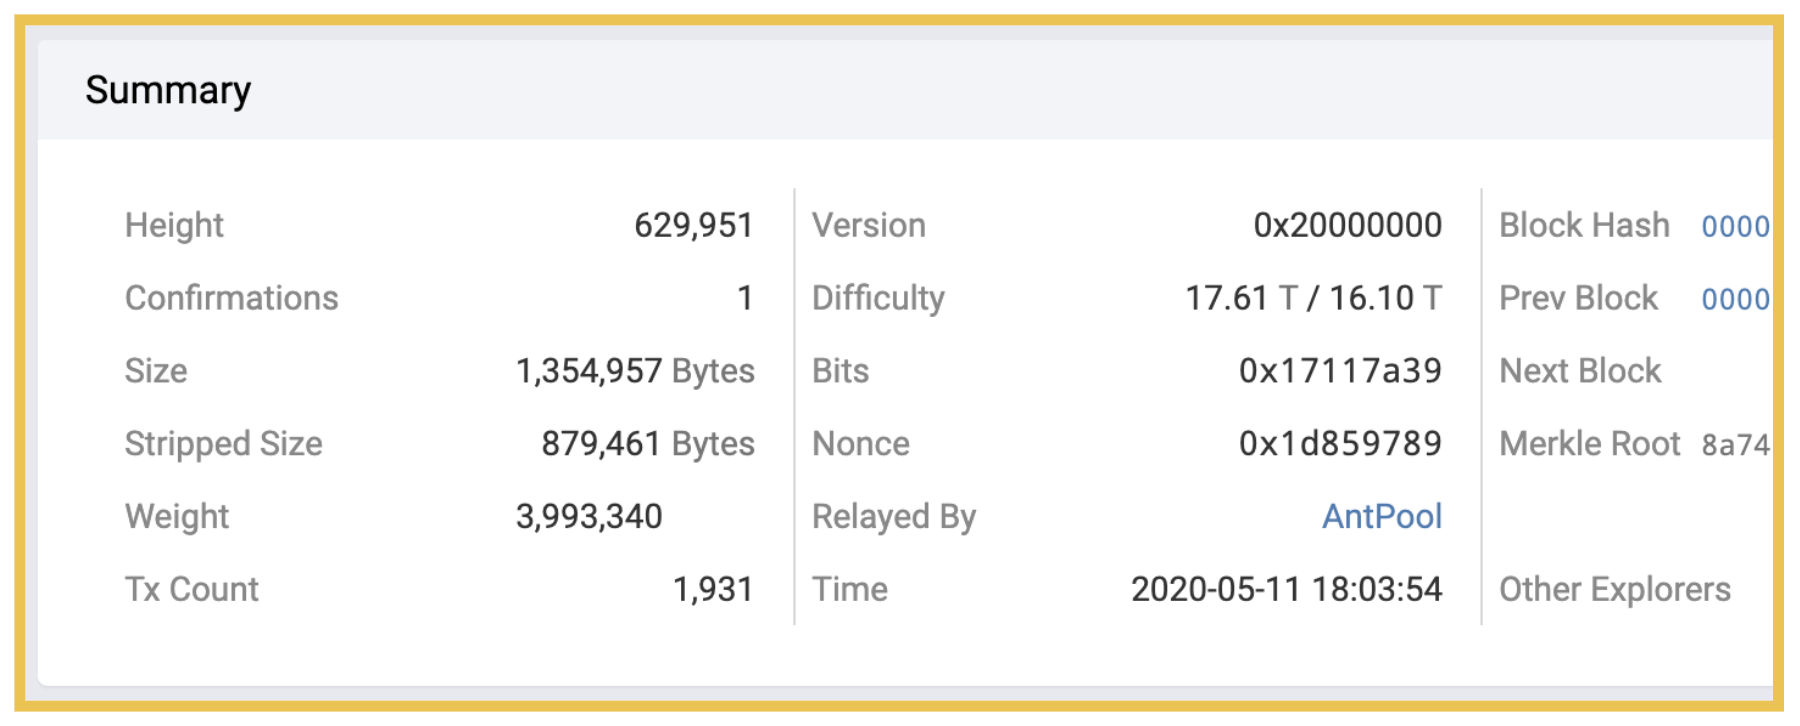 Summary
Height 629,951
Confirmations 1
Size 1,354,957 Bytes
Stripped Size 879,461 Bytes
Weight 3,993,340
Tx Count 1,931
Version 0x20000000
Difficulty 17.61 T / 16.10 T
Bits 0x17117a39
Nonce 0x1d859789
Relayed By AntPool
Time 2020-05-11 18:03:54
Block Hash 0000
Prev Block 0000
Next Block
Merkle Root 8a74
Other Explorers